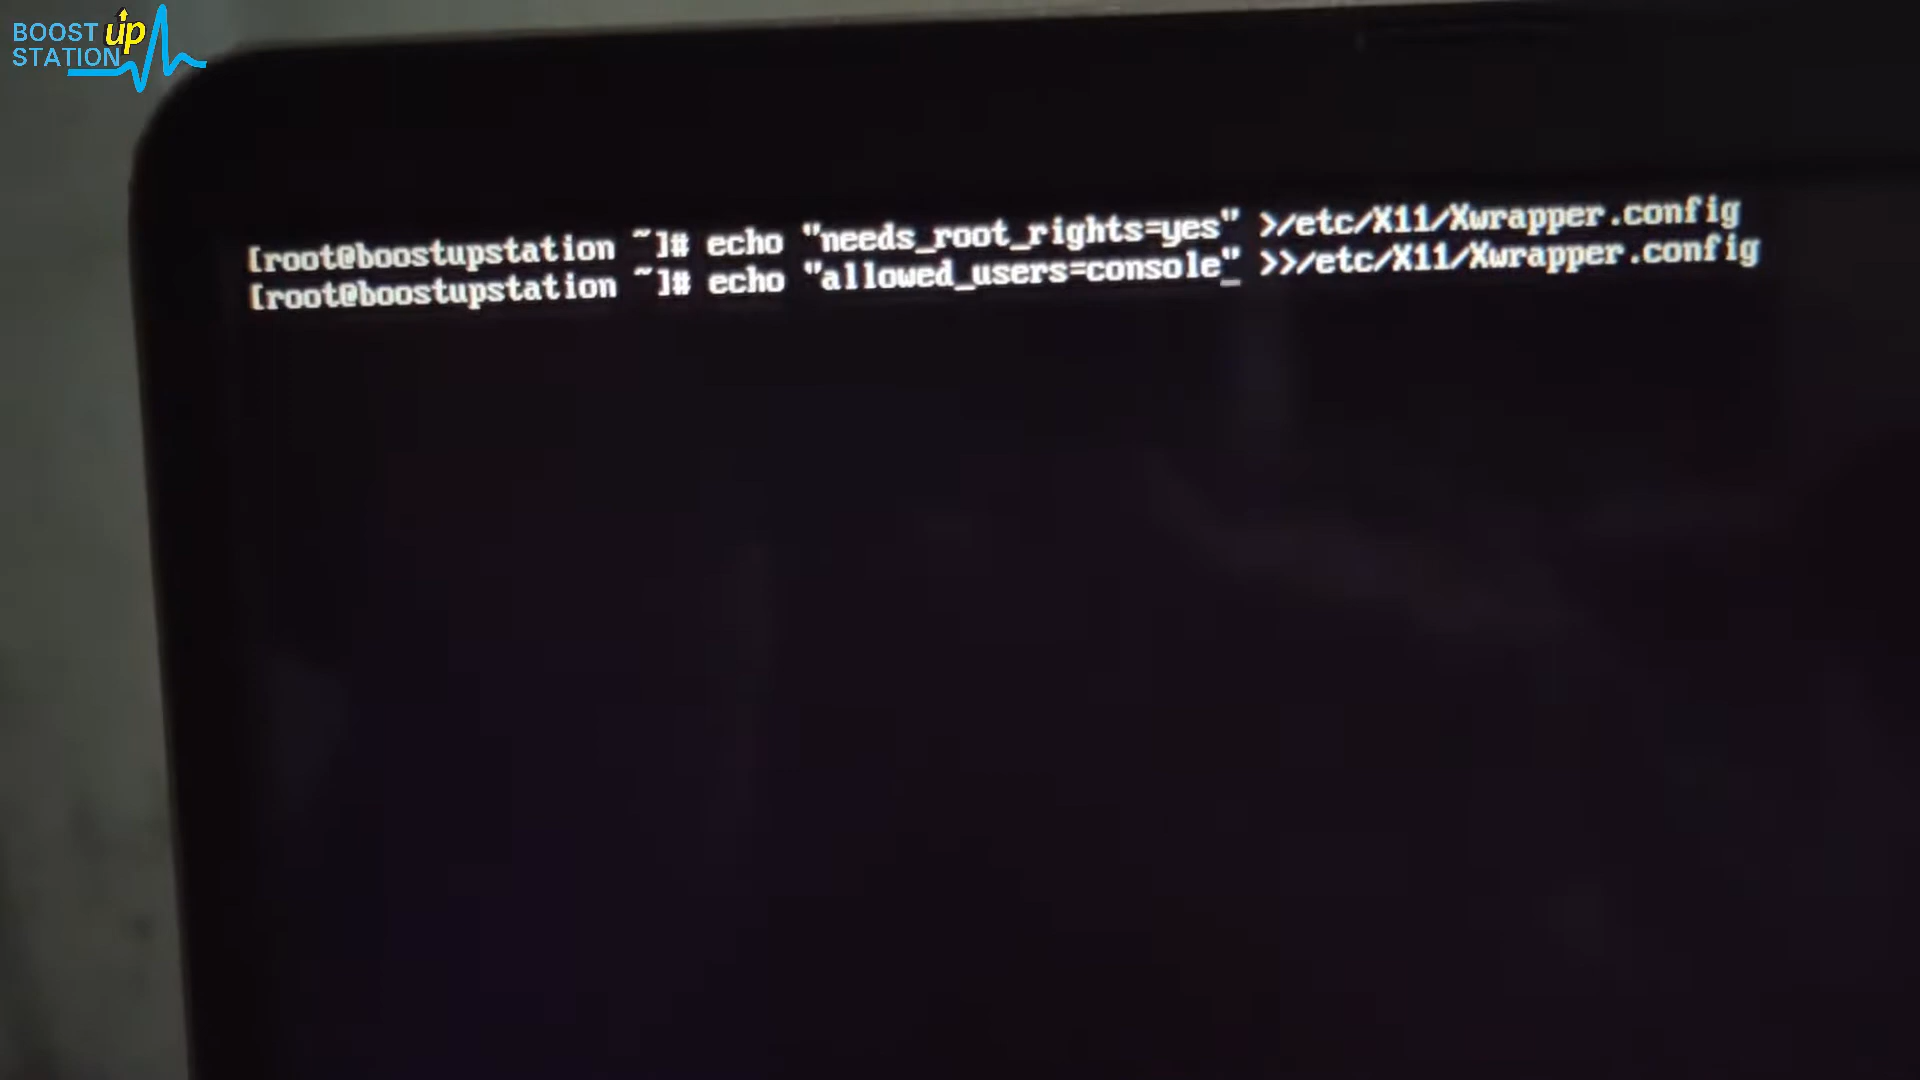 BOOST up
STATION
[root@boostupstation ~]# echo "needs_root_rights=yes" >/etc/X11/Xwrapper.config
[root@boostupstation ~]# echo "allowed_users=console" >>/etc/X11/Xwrapper.config